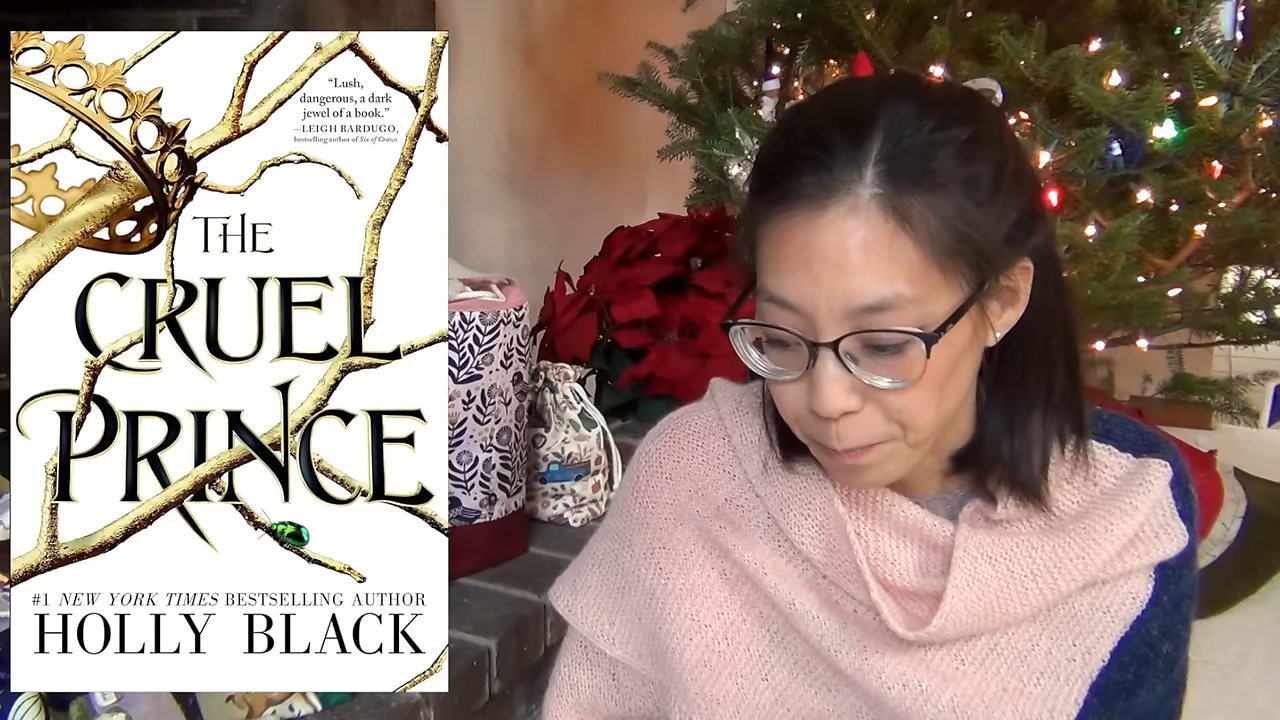 “Lush,
dangerous, a dark
jewel of a book.”
—LEIGH BARDUGO,
bestselling author of Six of Crows
THE
CRUEL
PRINCE
#1 NEW YORK TIMES BESTSELLING AUTHOR
HOLLY BLACK